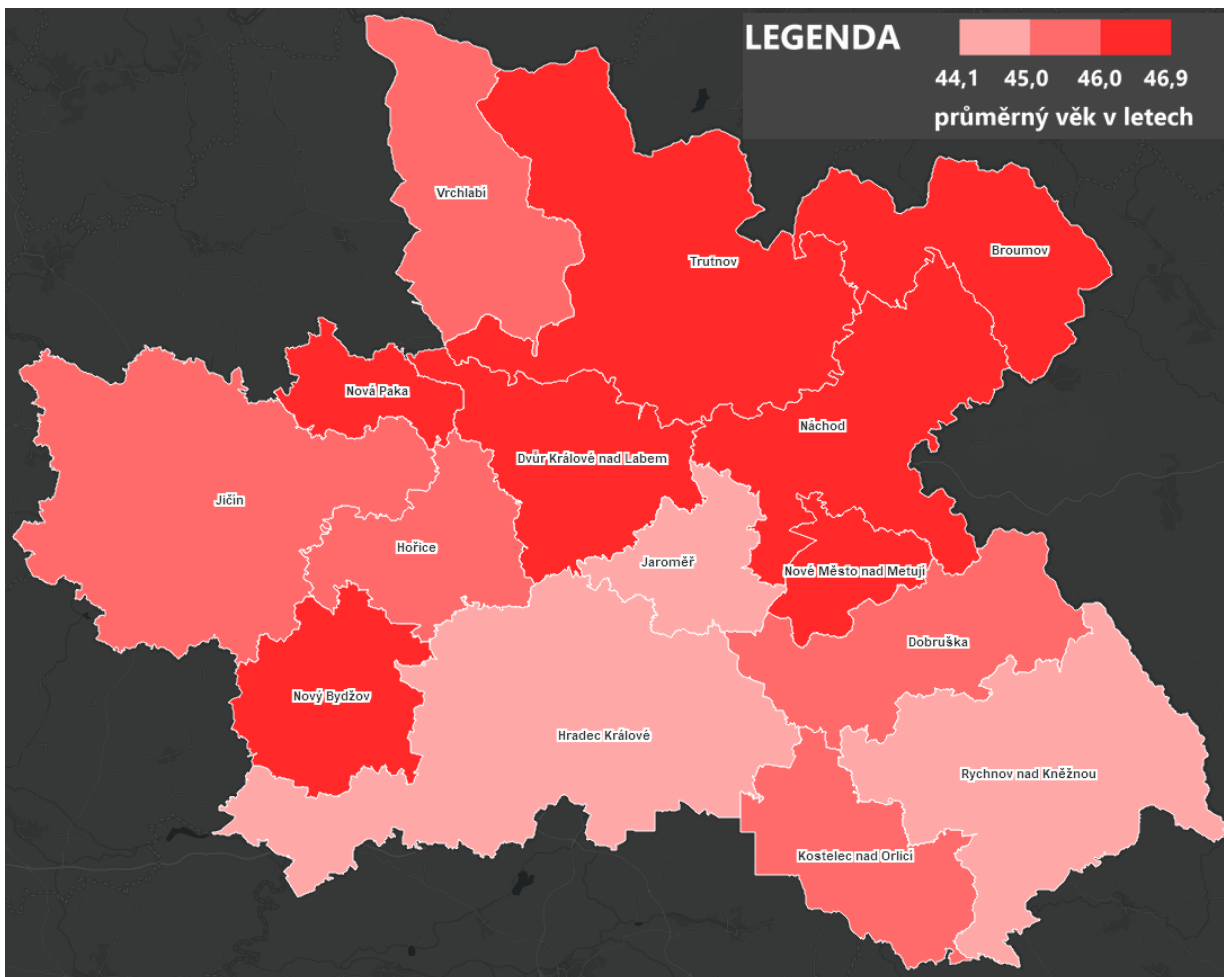 LEGENDA
44,1 45,0 46,0 46,9
průměrný věk v letech
Vrchlabí
Broumov
Trutnov
Nová Paka
Náchod
Dvůr Králové nad Labem
Jičín
Hořice
Jaroměř
Nové Město nad Metují
Dobruška
Nový Bydžov
Hradec Králové
Rychnov nad Kněžnou
Kostelec nad Orlicí